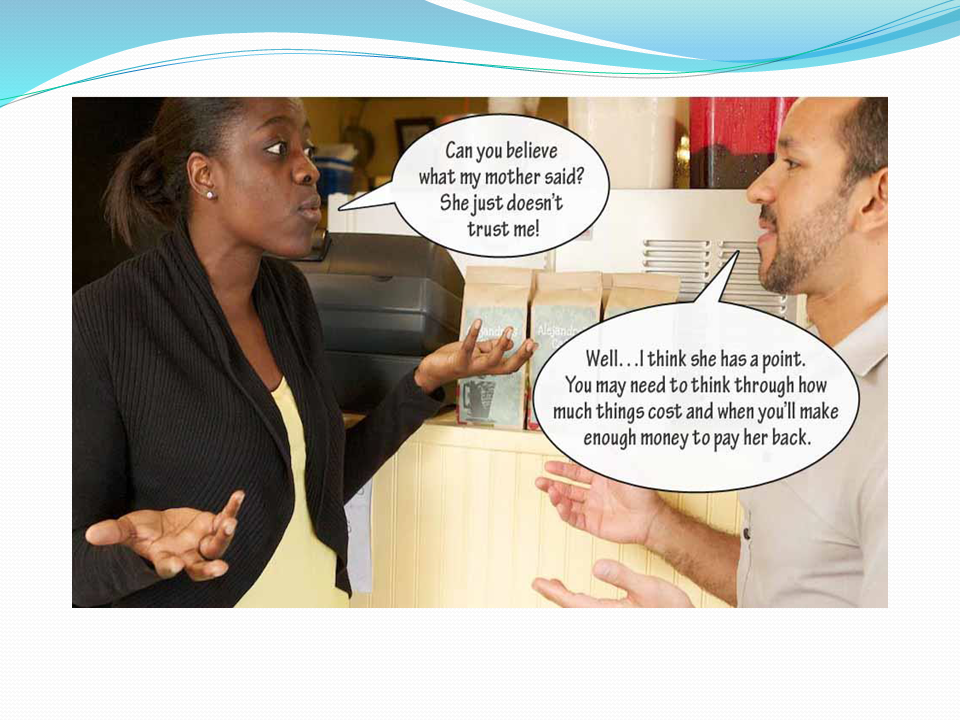 Can you believe
what my mother said?
She just doesn't
trust me!
Well...I think she has a point.
You may need to think through how
much things cost and when you'll make
enough money to pay her back.